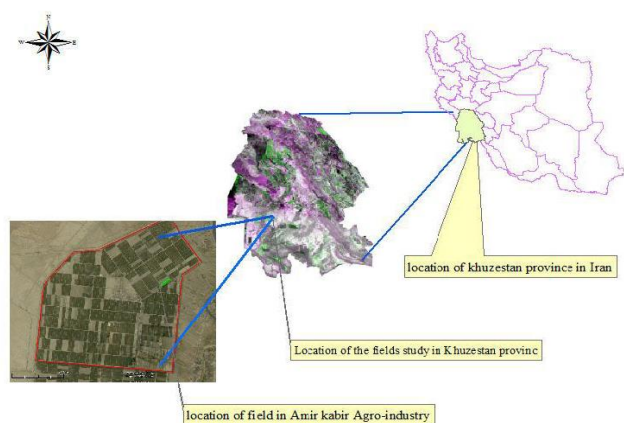 N
W
E
S
location of khuzestan province in Iran
Location of the fields study in Khuzestan provinc
location of field in Amir kabir Agro-industry